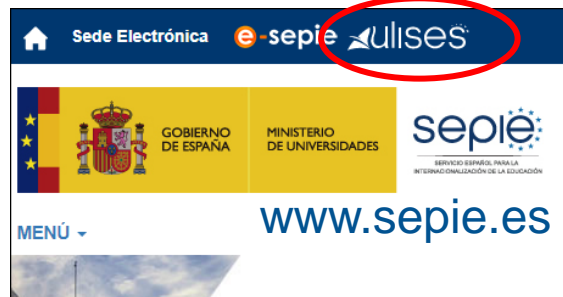 Sede Electrónica e-sepie ulises
GOBIERNO
DE ESPAÑA
MINISTERIO
DE UNIVERSIDADES
sepie
SERVICIO ESPAÑOL PARA LA
INTERNACIONALIZACIÓN DE LA EDUCACIÓN
www.sepie.es
MENÚ